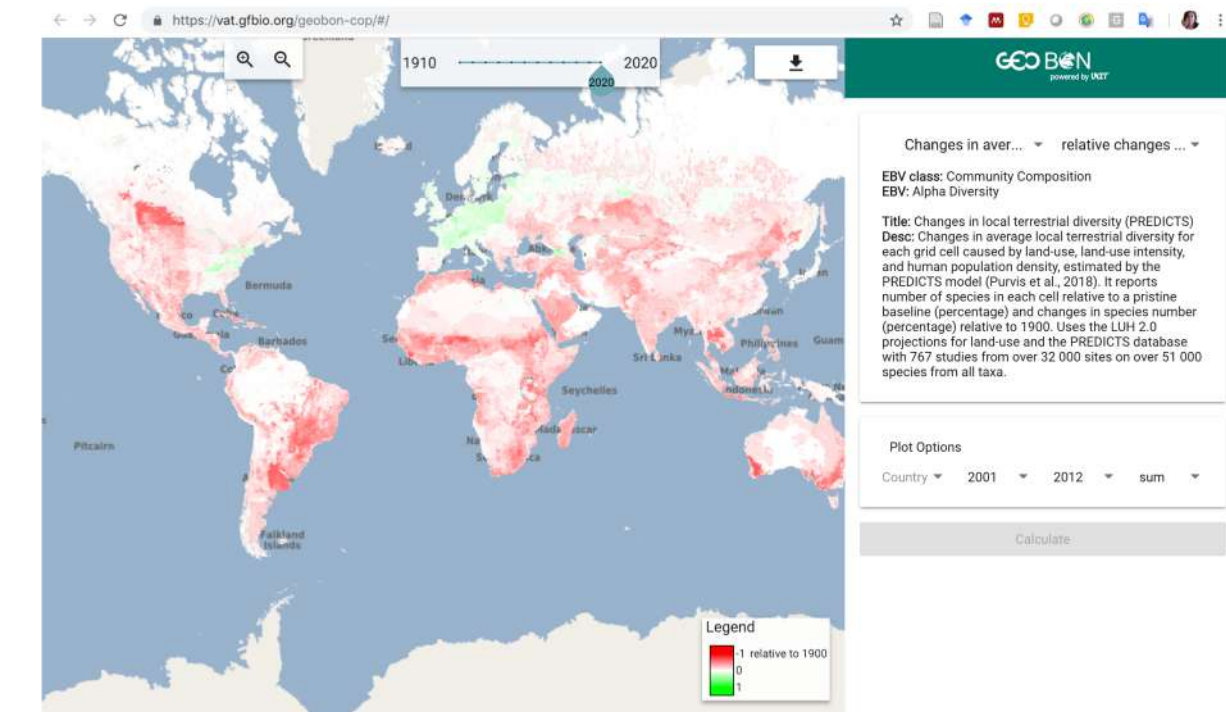 https://vat.gfbio.org/geobon-cop/#/
1910
2020
2020
GEO BON
powered by VAT
Changes in aver...
relative changes ...
EBV class: Community Composition
EBV: Alpha Diversity
Title: Changes in local terrestrial diversity (PREDICTS)
Desc: Changes in average local terrestrial diversity for
each grid cell caused by land-use, land-use intensity,
and human population density, estimated by the
PREDICTS model (Purvis et al., 2018). It reports
number of species in each cell relative to a pristine
baseline (percentage) and changes in species number
(percentage) relative to 1900. Uses the LUH 2.0
projections for land-use and the PREDICTS database
with 767 studies from over 32 000 sites on over 51 000
species from all taxa.
Plot Options
Country
2001
2012
sum
Calculate
Bermuda
Barbados
Sri Lanka
Philippines
Guam
Seychelles
Pitcairn
Falkland
Islands
Legend
-1 relative to 1900
0
1